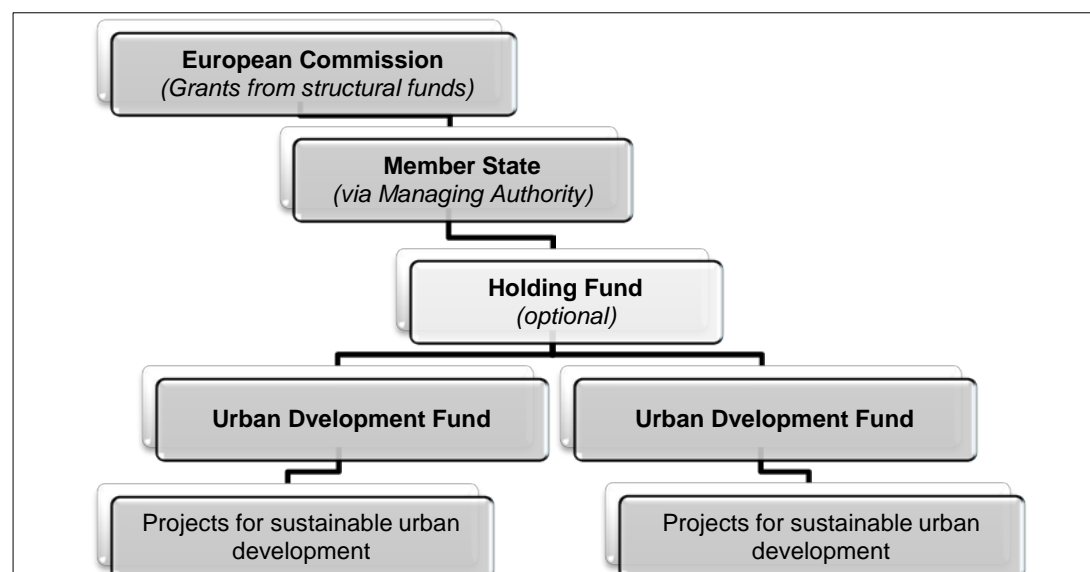 European Commission
(Grants from structural funds)
Member State
(via Managing Authority)
Holding Fund
(optional)
Urban Dvelopment Fund
Urban Dvelopment Fund
Projects for sustainable urban
development
Projects for sustainable urban
development